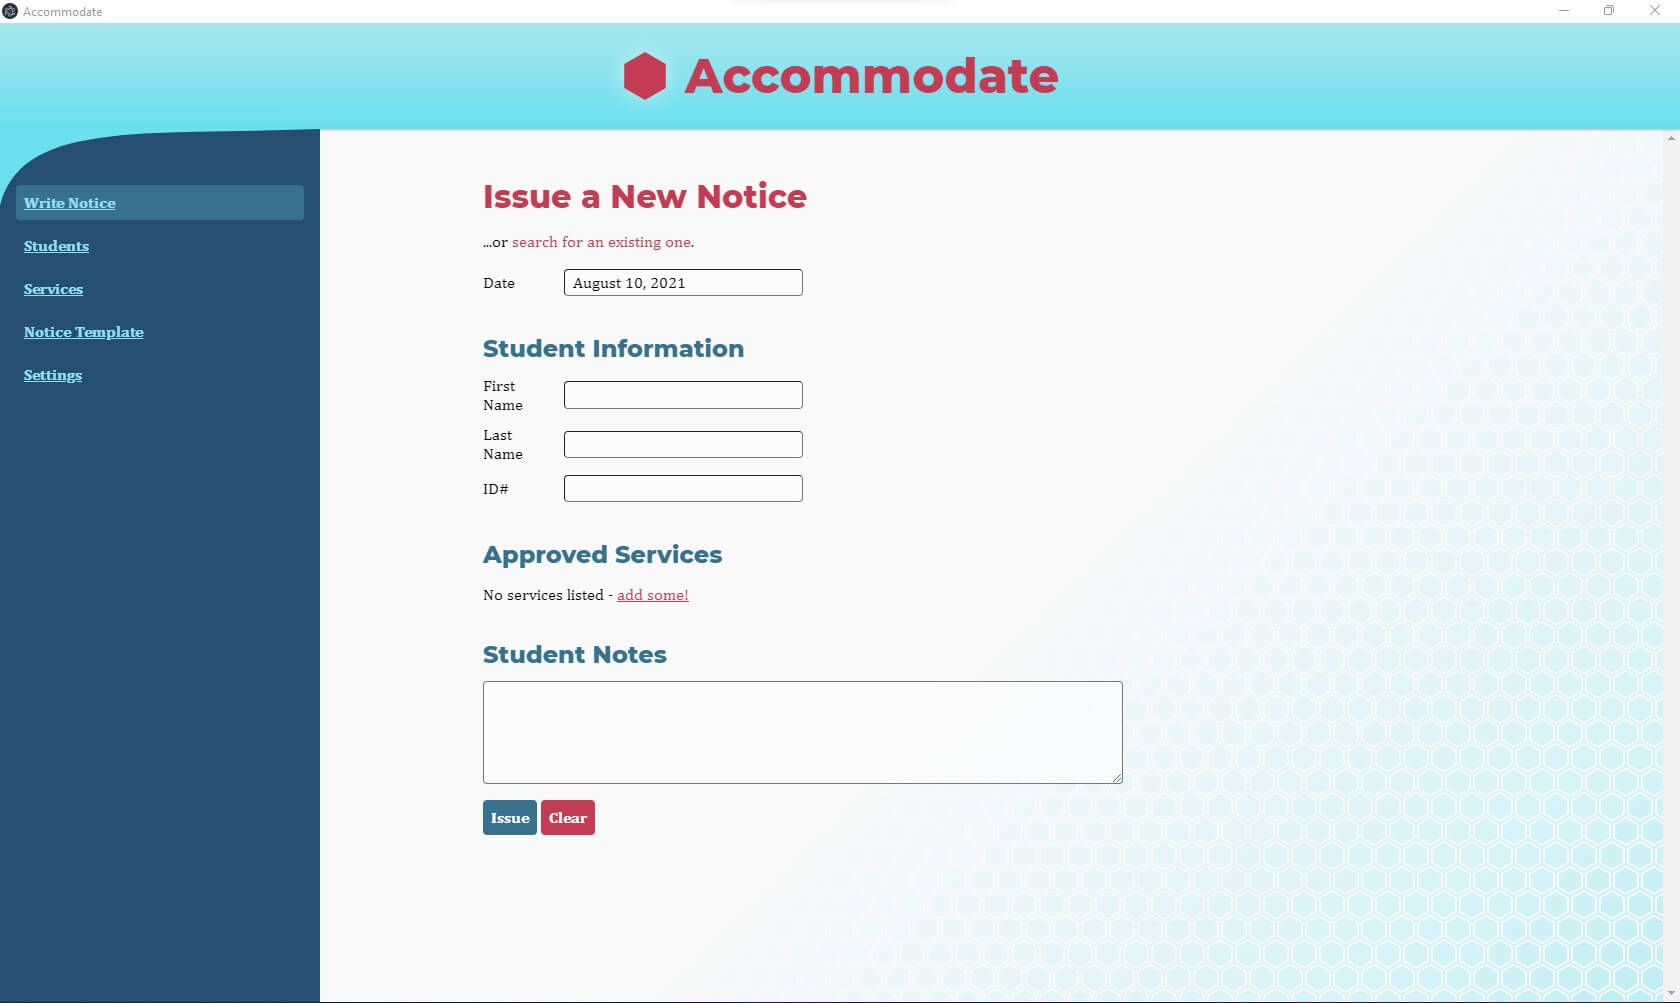 Accommodate
Accommodate
Write Notice
Students
Services
Notice Template
Settings
Issue a New Notice
...or search for an existing one.
Date August 10, 2021
Student Information
First
Name
Last
Name
ID#
Approved Services
No services listed - add some!
Student Notes
Issue Clear